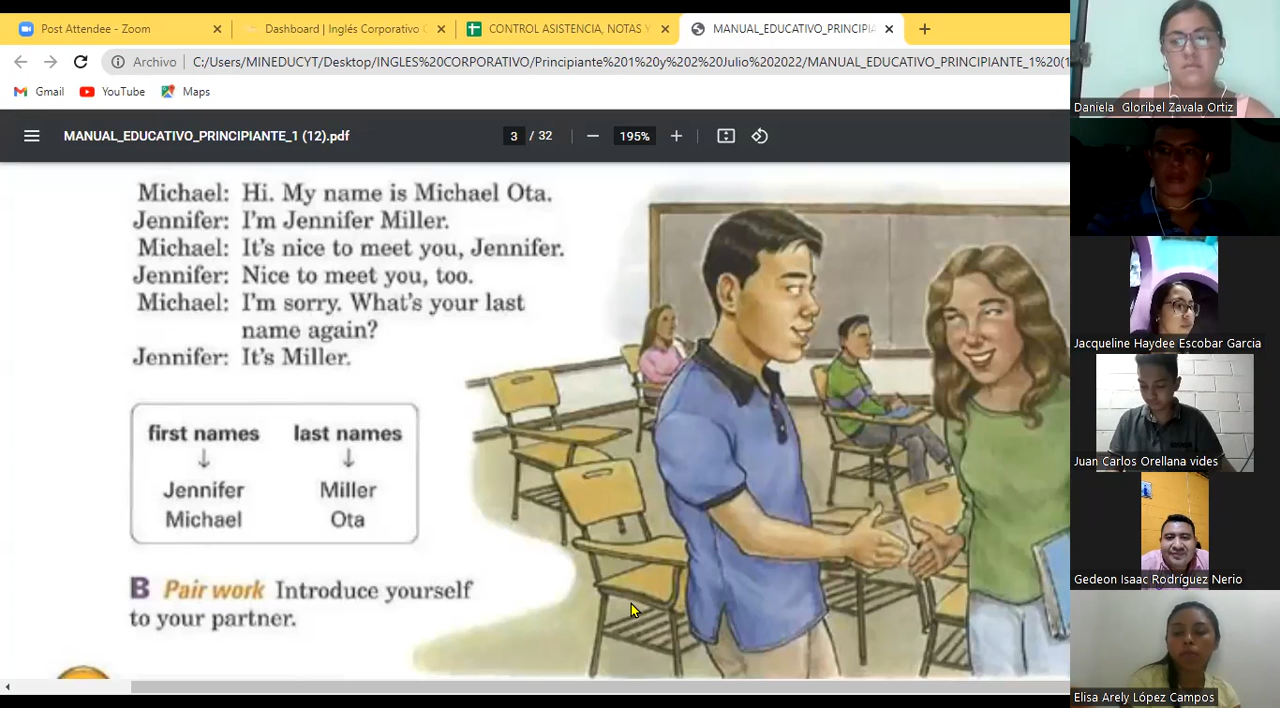 Post Attendee - Zoom
Dashboard | Inglés Corporativo
CONTROL ASISTENCIA, NOTAS Y
MANUAL_EDUCATIVO_PRINCIPIA
Archivo
C:/Users/MINEDUCYT/Desktop/INGLES%20CORPORATIVO/Principiante%201%20y%202%20Julio%202022/MANUAL_EDUCATIVO_PRINCIPIANTE_1%20(1
Gmail YouTube Maps
MANUAL_EDUCATIVO_PRINCIPIANTE_1 (12).pdf
3 / 32
195%
Michael: Hi. My name is Michael Ota.
Jennifer: I'm Jennifer Miller.
Michael: It's nice to meet you, Jennifer.
Jennifer: Nice to meet you, too.
Michael: I'm sorry. What's your last
name again?
Jennifer: It's Miller.
first names last names
Jennifer Miller
Michael Ota
B Pair work Introduce yourself
to your partner.
Daniela Gloribel Zavala Ortiz
Jacqueline Haydee Escobar Garcia
Juan Carlos Orellana vides
Gedeon Isaac Rodríguez Nerio
Elisa Arely López Campos